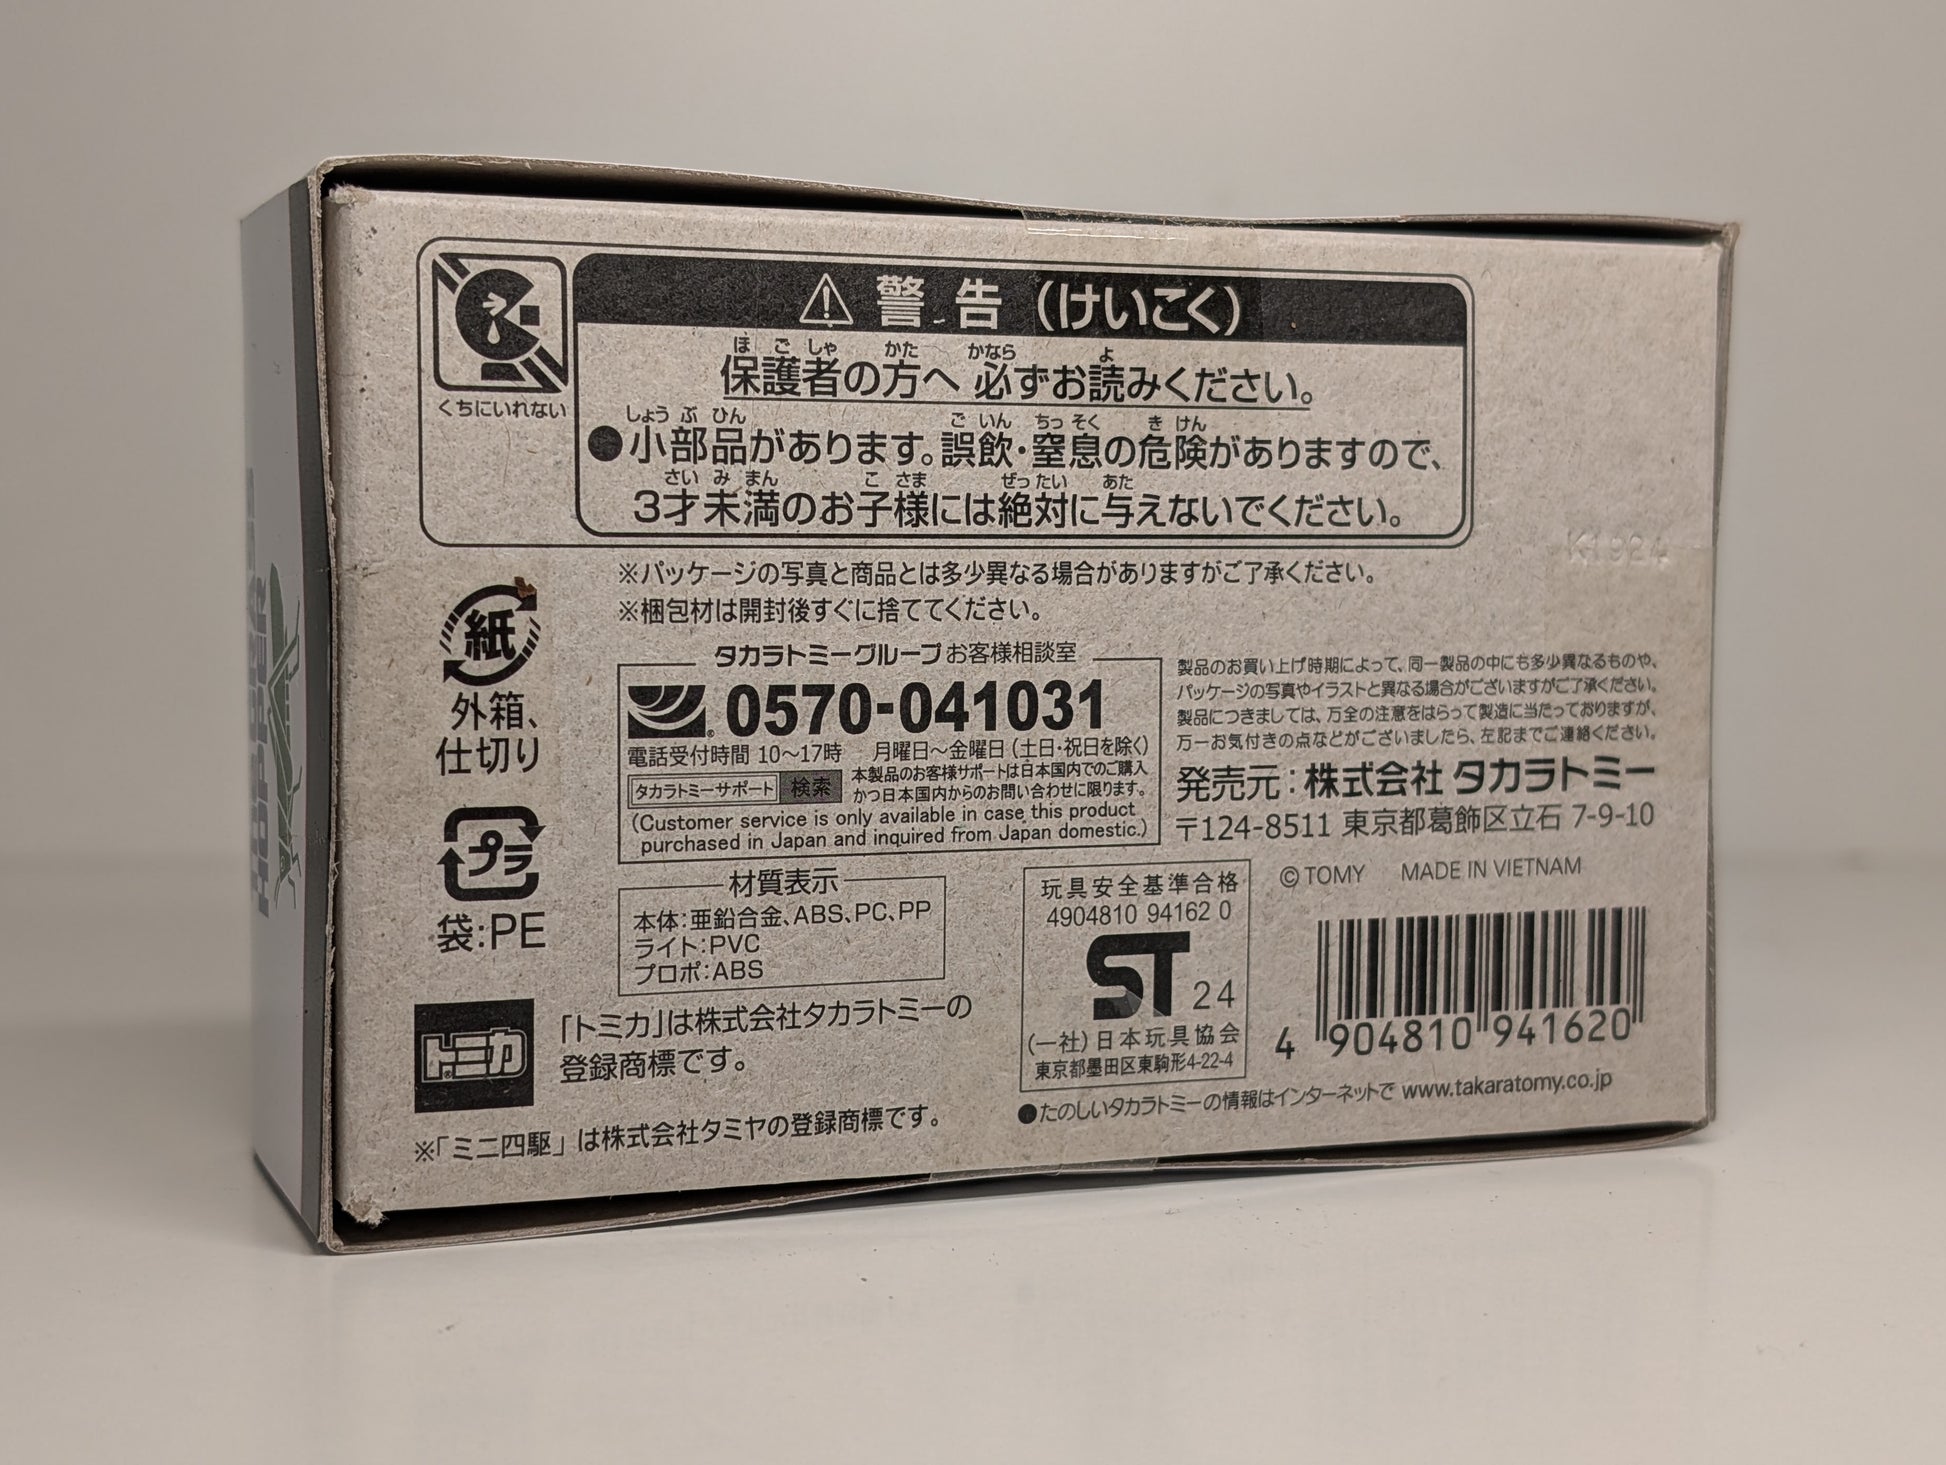 警告（けいこく）
ほごしゃ かた かなら よ
保護者の方へ 必ずお読みください。
くちにいれない
しょう ぶ ひん ご いん ちっ そく き けん
●小部品があります。誤飲・窒息の危険がありますので、
さい み まん こ さま ぜったい あた
3才未満のお子様には絶対に与えないでください。
K1924
※パッケージの写真と商品とは多少異なる場合がありますがご了承ください。
※梱包材は開封後すぐに捨ててください。
紙
外箱、
仕切り
プラ
袋:PE
タカラトミーグループお客様相談室
0570-041031
電話受付時間 10～17時 月曜日～金曜日（土日・祝日を除く）
タカラトミーサポート 検索
本製品のお客様サポートは日本国内でのご購入
かつ日本国内からのお問い合わせに限ります。
(Customer service is only available in case this product
purchased in Japan and inquired from Japan domestic.)
製品のお買い上げ時期によって、同一製品の中にも多少異なるものや、
パッケージの写真やイラストと異なる場合がございますがご了承ください。
製品につきましては、万全の注意をはらって製造に当たっておりますが、
万一お気付きの点などがございましたら、左記までご連絡ください。
発売元：株式会社 タカラトミー
〒124-8511 東京都葛飾区立石 7-9-10
© TOMY MADE IN VIETNAM
材質表示
本体：亜鉛合金、ABS、PC、PP
ライト：PVC
プロポ：ABS
玩具安全基準合格
4904810 94162 0
ST 24
(一社)日本玩具協会
東京都墨田区東駒形4-22-4
4 904810 941620
トミカ
「トミカ」は株式会社タカラトミーの
登録商標です。
※「ミニ四駆」は株式会社タミヤの登録商標です。
●たのしいタカラトミーの情報はインターネットで www.takaratomy.co.jp
HOPPER